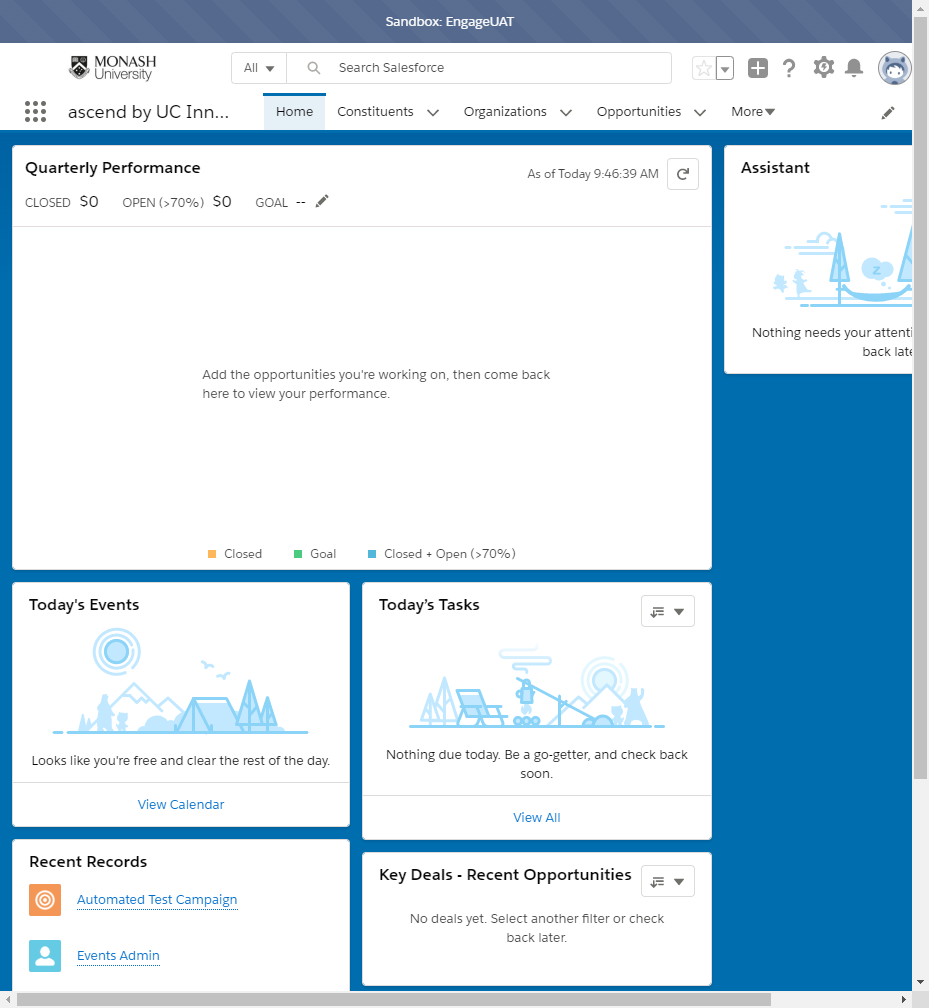 Sandbox: EngageUAT
MONASH
University
All
Search Salesforce
ascend by UC Inn...
Home
Constituents
Organizations
Opportunities
More
Quarterly Performance
As of Today 9:46:39 AM
CLOSED $0 OPEN (>70%) $0 GOAL --
Add the opportunities you're working on, then come back
here to view your performance.
Closed
Goal
Closed + Open (>70%)
Assistant
z
Nothing needs your attenti
back late
Today's Events
Looks like you're free and clear the rest of the day.
View Calendar
Today’s Tasks
Nothing due today. Be a go-getter, and check back
soon.
View All
Recent Records
Automated Test Campaign
Events Admin
Key Deals - Recent Opportunities
No deals yet. Select another filter or check
back later.